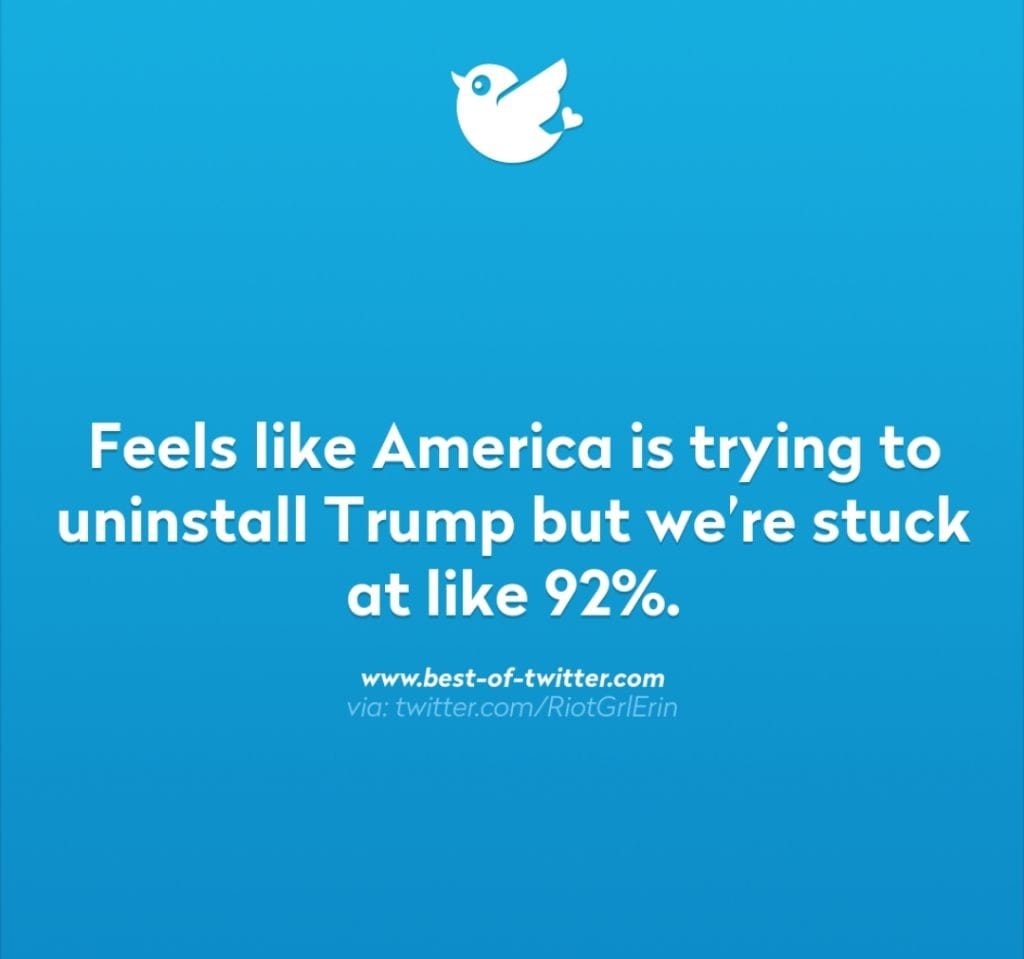 Feels like America is trying to
uninstall Trump but we're stuck
at like 92%.
www.best-of-twitter.com
via: twitter.com/RiotGrlErin